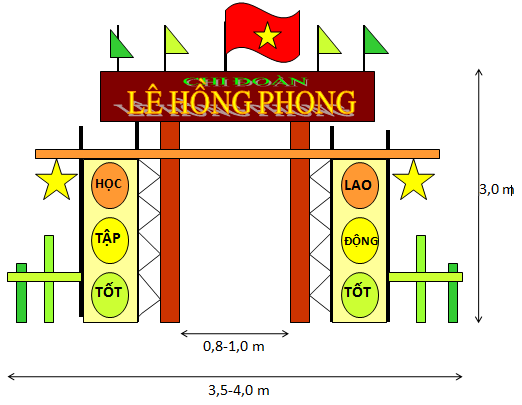 CHI ĐOÀN
LÊ HỒNG PHONG
HỌC
TẬP
TỐT
LAO
ĐỘNG
TỐT
3,0 m
0,8-1,0 m
3,5-4,0 m